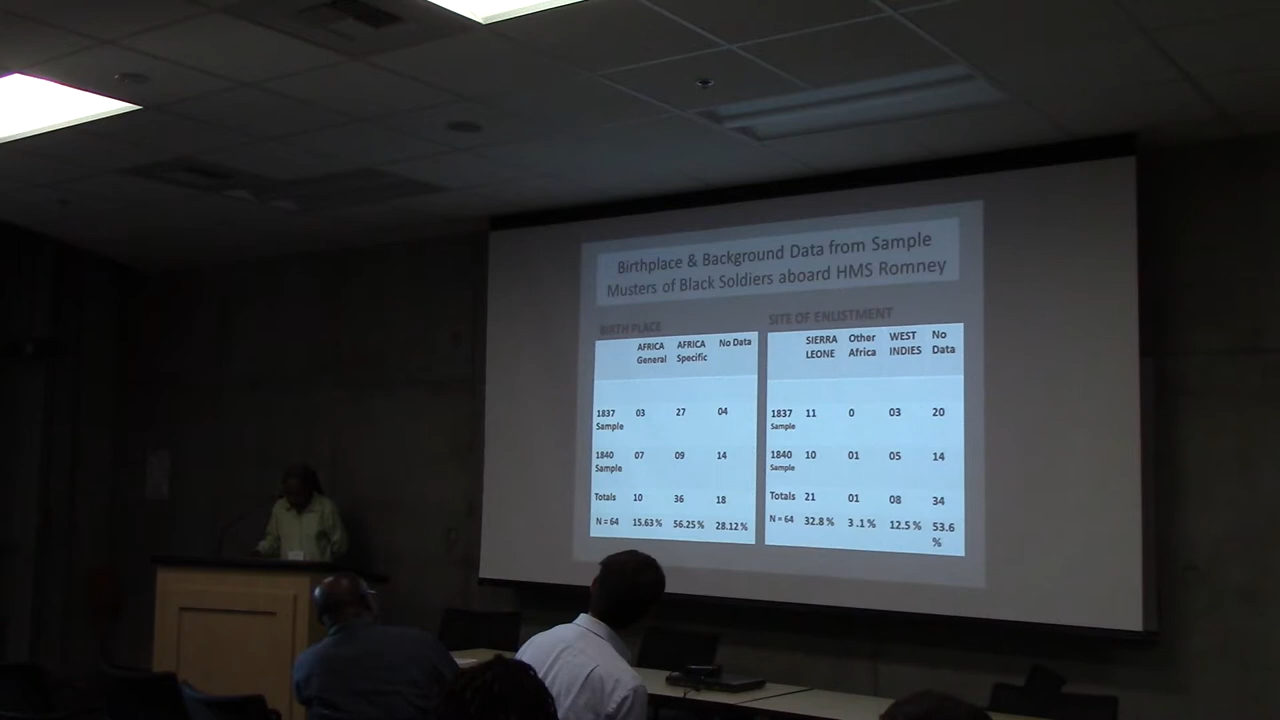 Birthplace & Background Data from Sample
Musters of Black Soldiers aboard HMS Romney
BIRTH PLACE
AFRICA General AFRICA Specific No Data
1837 Sample 03 27 04
1840 Sample 07 09 14
Totals 10 36 18
N = 64 15.63% 56.25% 28.12%
SITE OF ENLISTMENT
SIERRA LEONE Other Africa WEST INDIES No Data
1837 Sample 11 0 03 20
1840 Sample 10 01 05 14
Totals 21 01 08 34
N = 64 32.8% 3.1% 12.5% 53.6 %